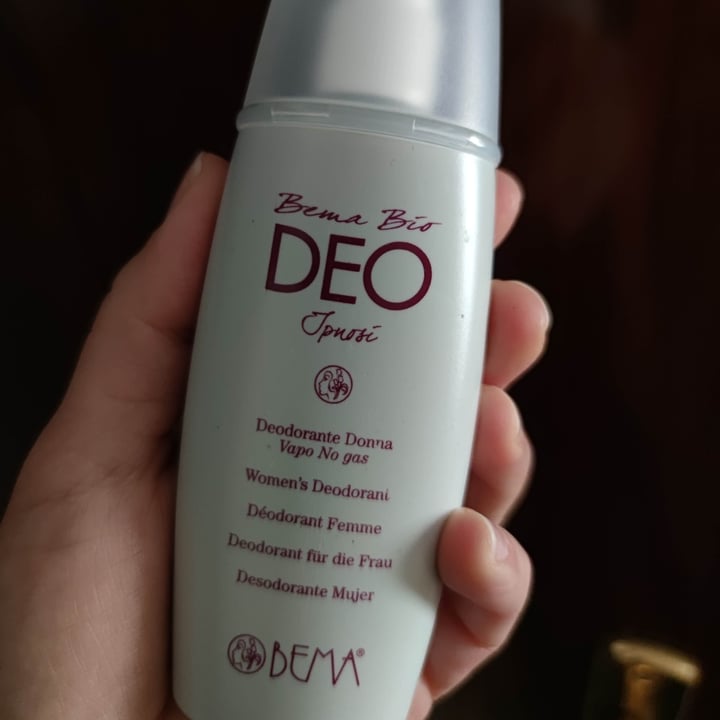 Bema Bio
DEO
Ipnosi
Deodorante Donna
Vapo No gas
Women's Deodorant
Déodorant Femme
Deodorant für die Frau
Desodorante Mujer
BEMA®